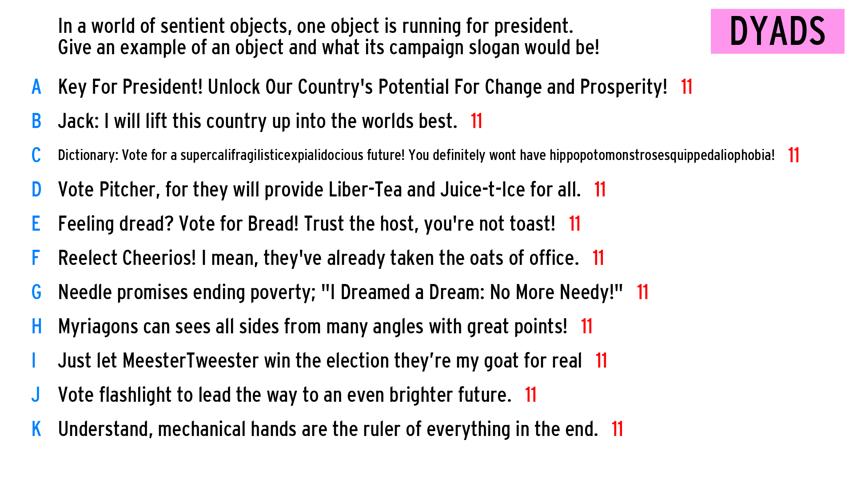 In a world of sentient objects, one object is running for president.
Give an example of an object and what its campaign slogan would be!
DYADS
A Key For President! Unlock Our Country's Potential For Change and Prosperity! 11
B Jack: I will lift this country up into the worlds best. 11
C Dictionary: Vote for a supercalifragilisticexpialidocious future! You definitely wont have hippopotomonstrosesquippedaliophobia! 11
D Vote Pitcher, for they will provide Liber-Tea and Juice-t-Ice for all. 11
E Feeling dread? Vote for Bread! Trust the host, you're not toast! 11
F Reelect Cheerios! I mean, they've already taken the oats of office. 11
G Needle promises ending poverty; "I Dreamed a Dream: No More Needy!" 11
H Myriagons can sees all sides from many angles with great points! 11
I Just let MeesterTweester win the election they're my goat for real 11
J Vote flashlight to lead the way to an even brighter future. 11
K Understand, mechanical hands are the ruler of everything in the end. 11